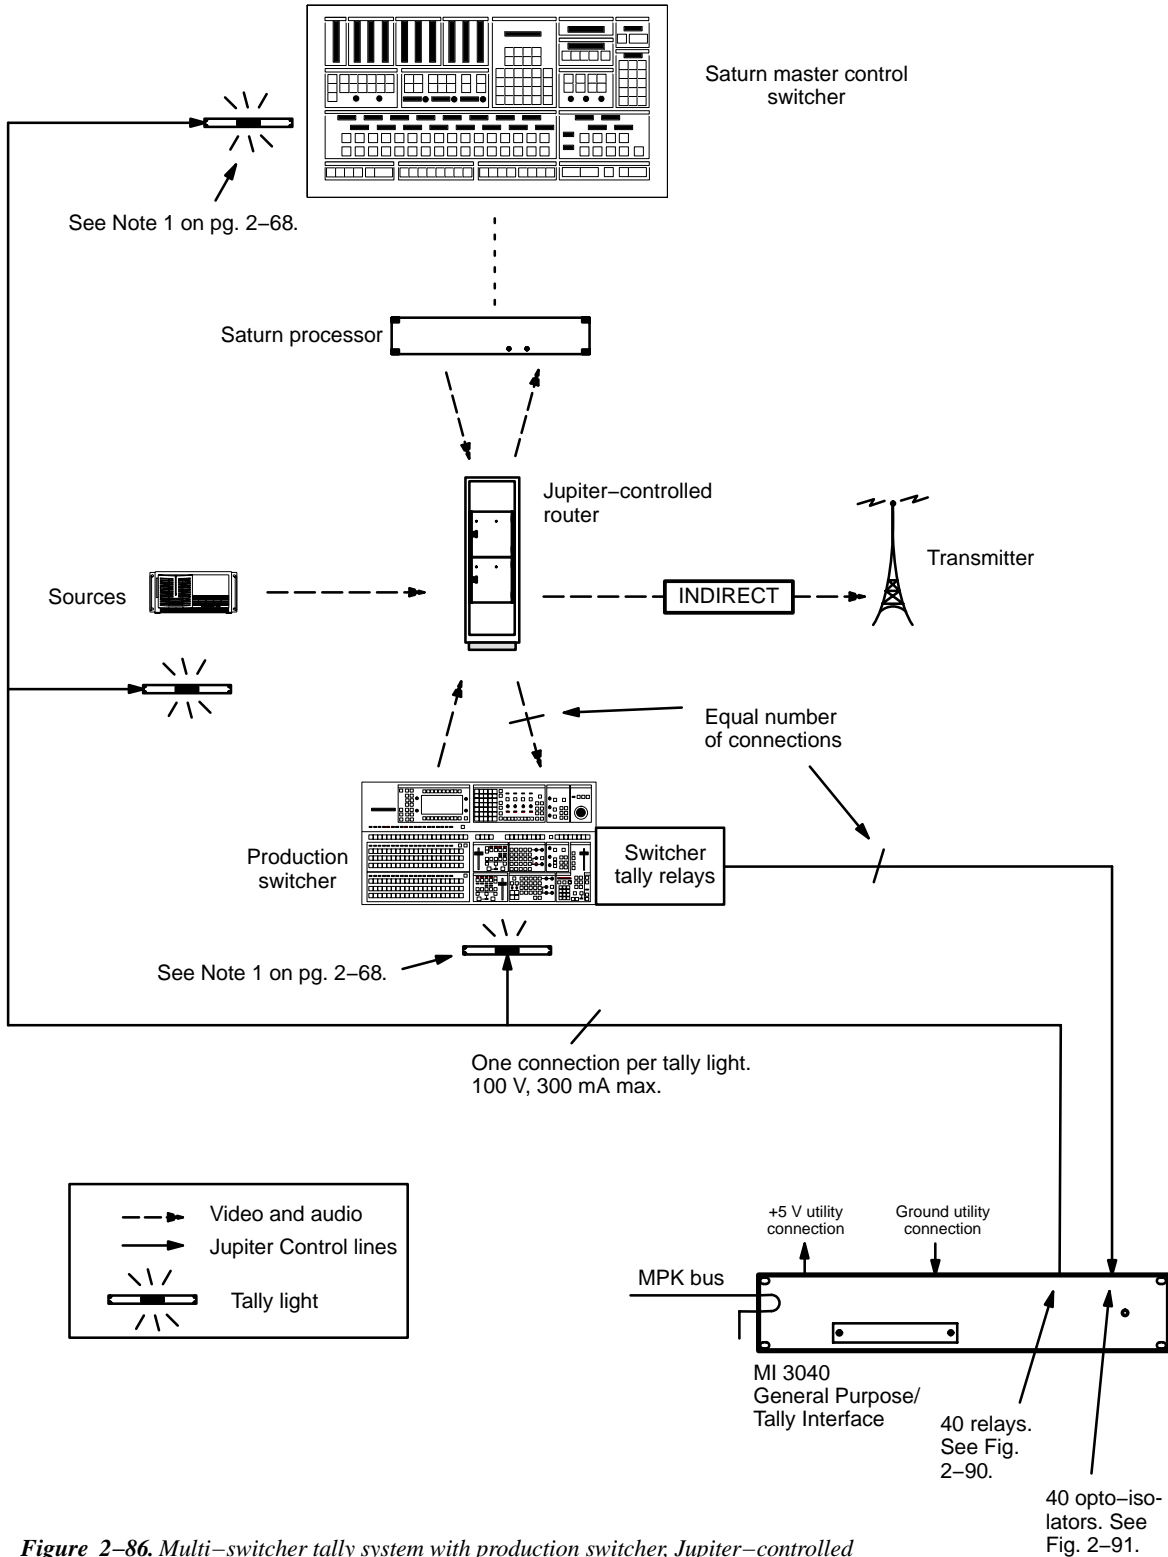 Saturn master control
switcher
See Note 1 on pg. 2–68.
Saturn processor
Jupiter–controlled
router
Transmitter
Sources
INDIRECT
Equal number
of connections
Production
switcher
Switcher
tally relays
See Note 1 on pg. 2–68.
One connection per tally light.
100 V, 300 mA max.
Video and audio
Jupiter Control lines
Tally light
+5 V utility
connection
Ground utility
connection
MPK bus
MI 3040
General Purpose/
Tally Interface
40 relays.
See Fig.
2–90.
40 opto–iso-
lators. See
Fig. 2–91.
Figure 2–86. Multi–switcher tally system with production switcher, Jupiter–controlled